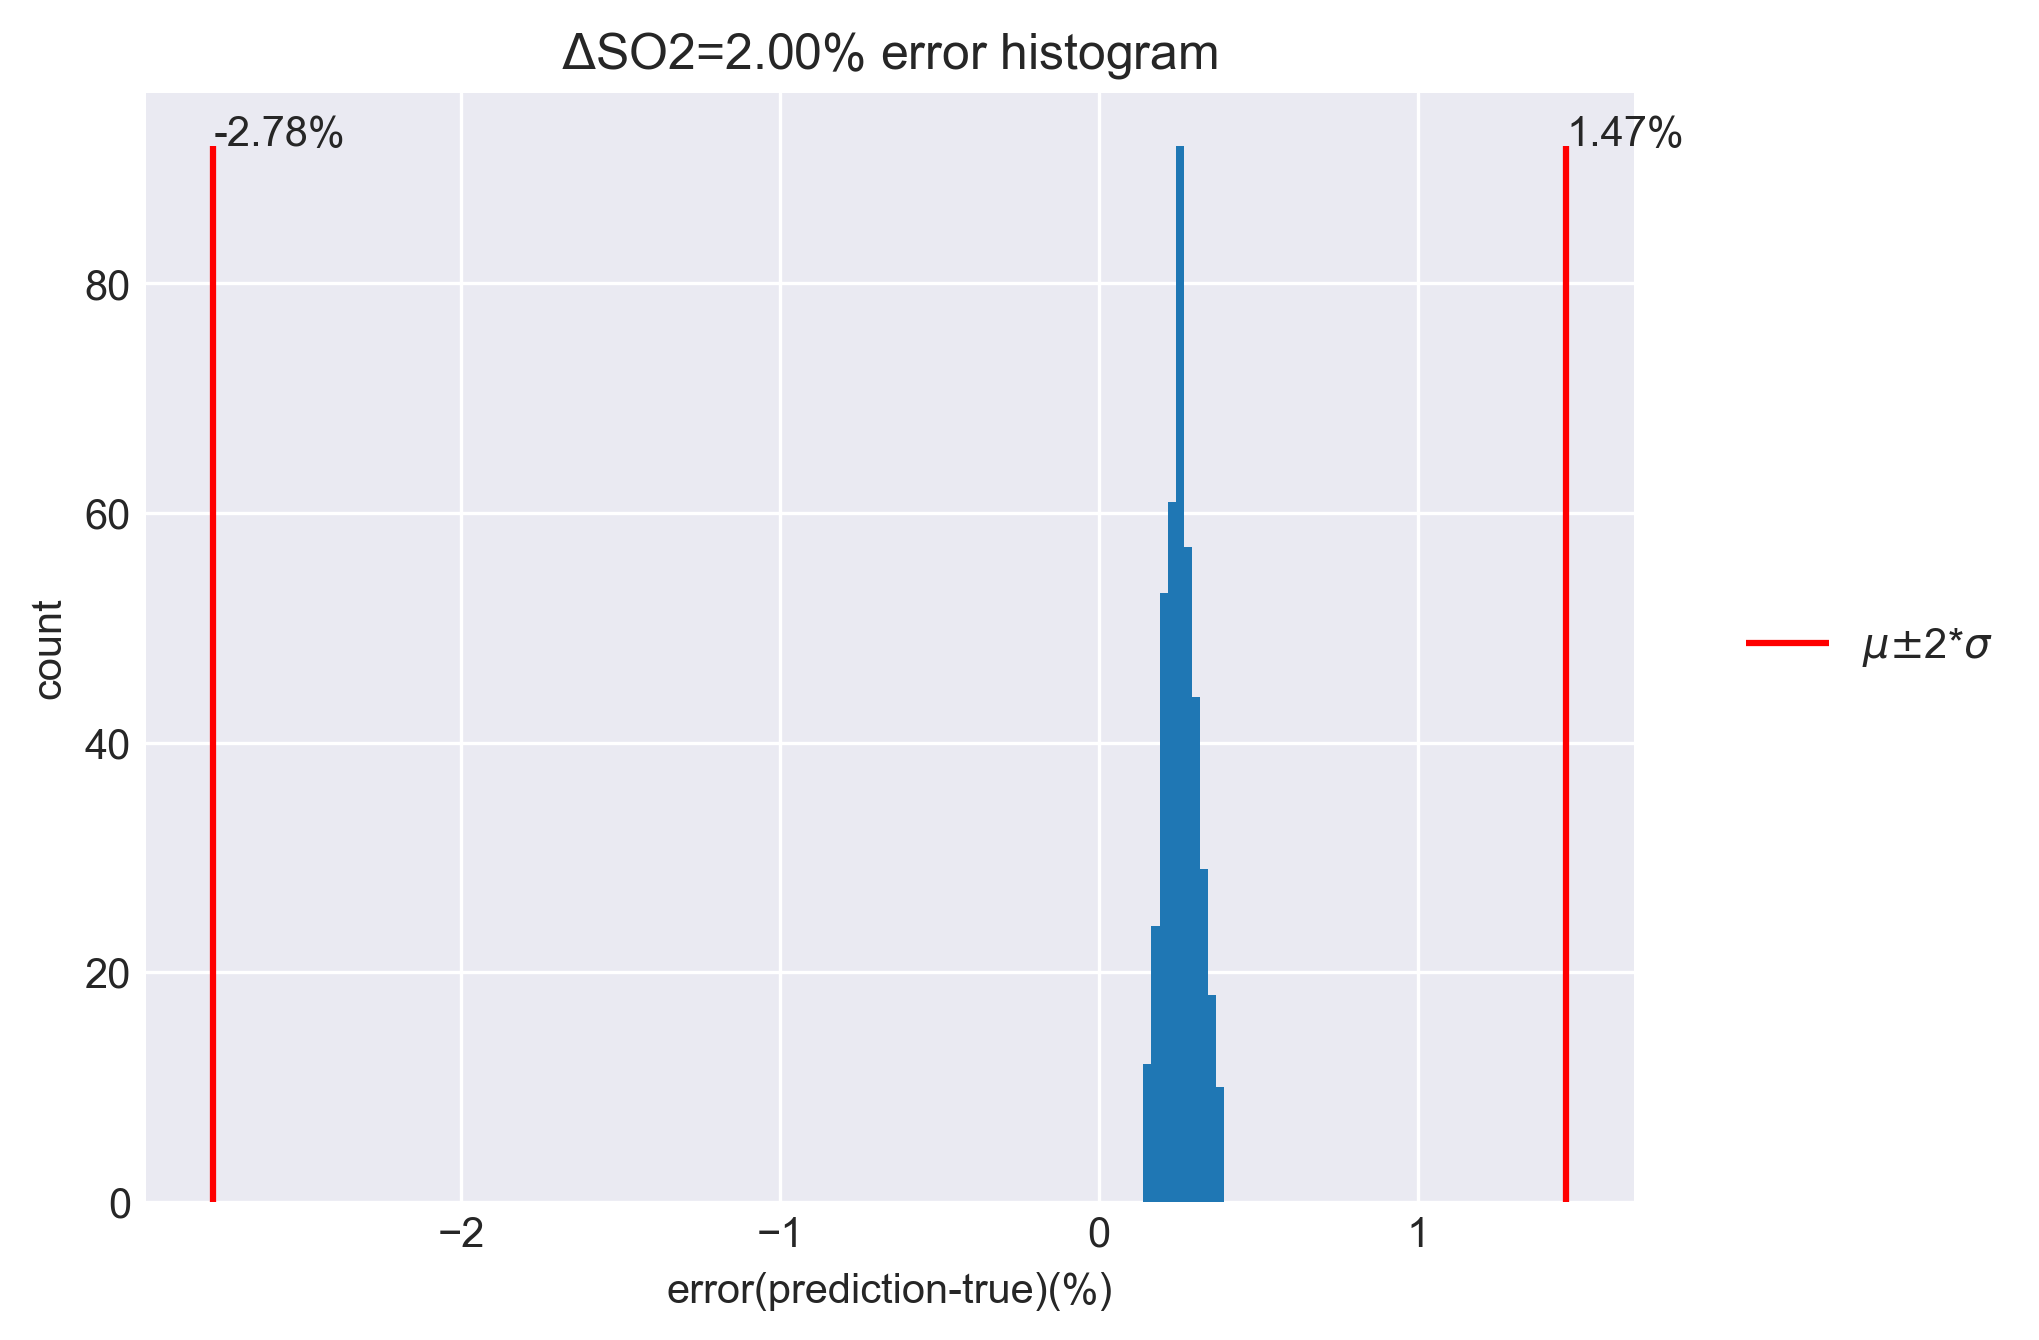 ΔSO2=2.00% error histogram
-2.78%
1.47%
80
60
40
20
0
count
−2
−1
0
1
error(prediction-true)(%)
μ±2*σ